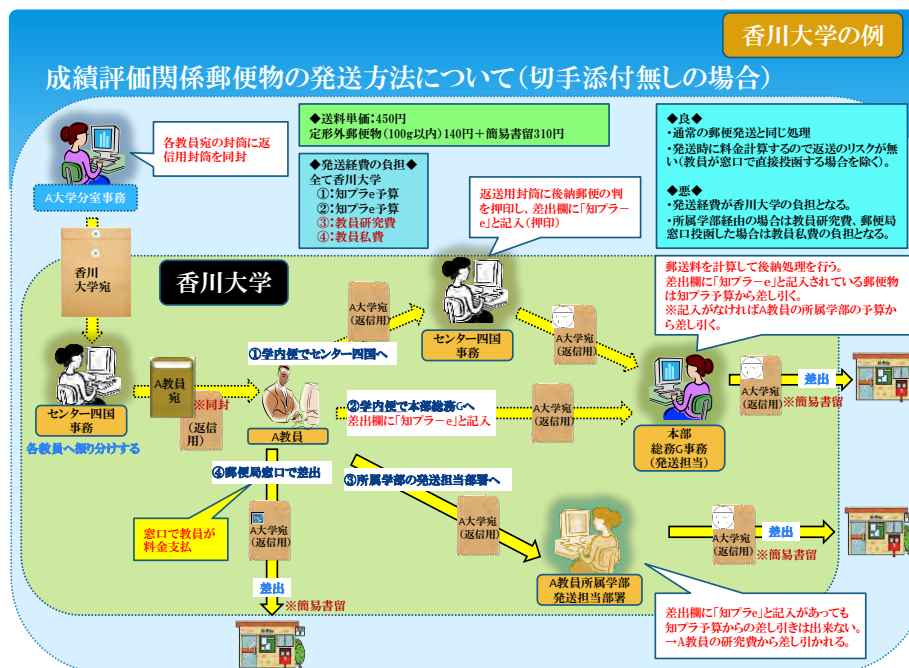 香川大学の例
成績評価関係郵便物の発送方法について(切手添付無しの場合)
各教員宛の封筒に返
信用封筒を同封
A大学分室事務
◆送料単価:450円
定形外郵便物(100g以内)140円+簡易書留310円
◆発送経費の負担◆
全て香川大学
①:知プラe予算
②:知プラe予算
③:教員研究費
④:教員私費
返送用封筒に後納郵便の判
を押印し、差出欄に「知プラー
e」と記入(押印)
◆良◆
・通常の郵便発送と同じ処理
・発送時に料金計算するので返送のリスクが無
い(教員が窓口で直接投函する場合を除く)。
◆悪◆
・発送経費が香川大学の負担となる。
・所属学部経由の場合は教員研究費、郵便局
窓口投函した場合は教員私費の負担となる。
香川
大学宛
香川大学
郵送料を計算して後納処理を行う。
差出欄に「知プラーe」と記入されている郵便物
は知プラ予算から差し引く。
※記入がなければA教員の所属学部の予算か
ら差し引く。
A大学宛
(返信用)
①学内便でセンター四国へ
センター四国
事務
A大学宛
(返信用)
センター四国
事務
各教員へ振り分けする
A教員
宛
※同封
(返信
用)
A教員
②学内便で本部総務Gへ
差出欄に「知プラーe」と記入
A大学宛
(返信用)
本部
総務G事務
(発送担当)
A大学宛
(返信用)
差出
※簡易書留
④郵便局窓口で差出
③所属学部の発送担当部署へ
窓口で教員が
料金支払
A大学宛
(返信用)
差出
※簡易書留
A大学宛
(返信用)
A教員所属学部
発送担当部署
A大学宛
(返信用)
差出
※簡易書留
差出欄に「知プラe」と記入があっても
知プラ予算からの差し引きは出来ない。
→A教員の研究費から差し引かれる。